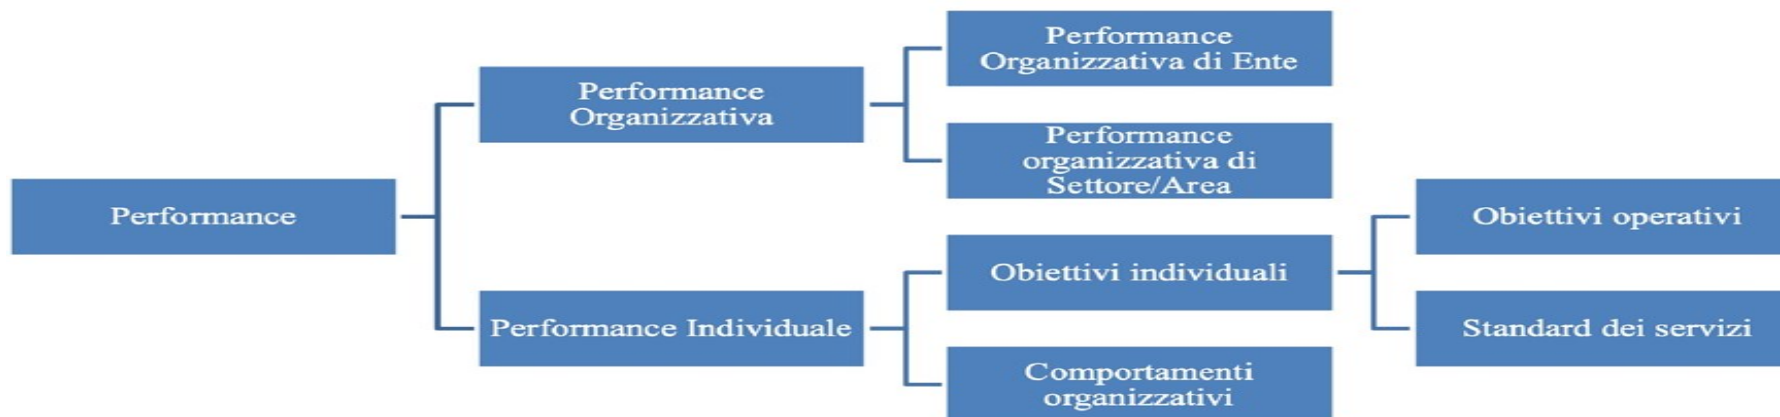 Performance
Organizzativa di Ente
Performance
Organizzativa
Performance
organizzativa di
Settore/Area
Performance
Obiettivi operativi
Obiettivi individuali
Performance Individuale
Standard dei servizi
Comportamenti
organizzativi